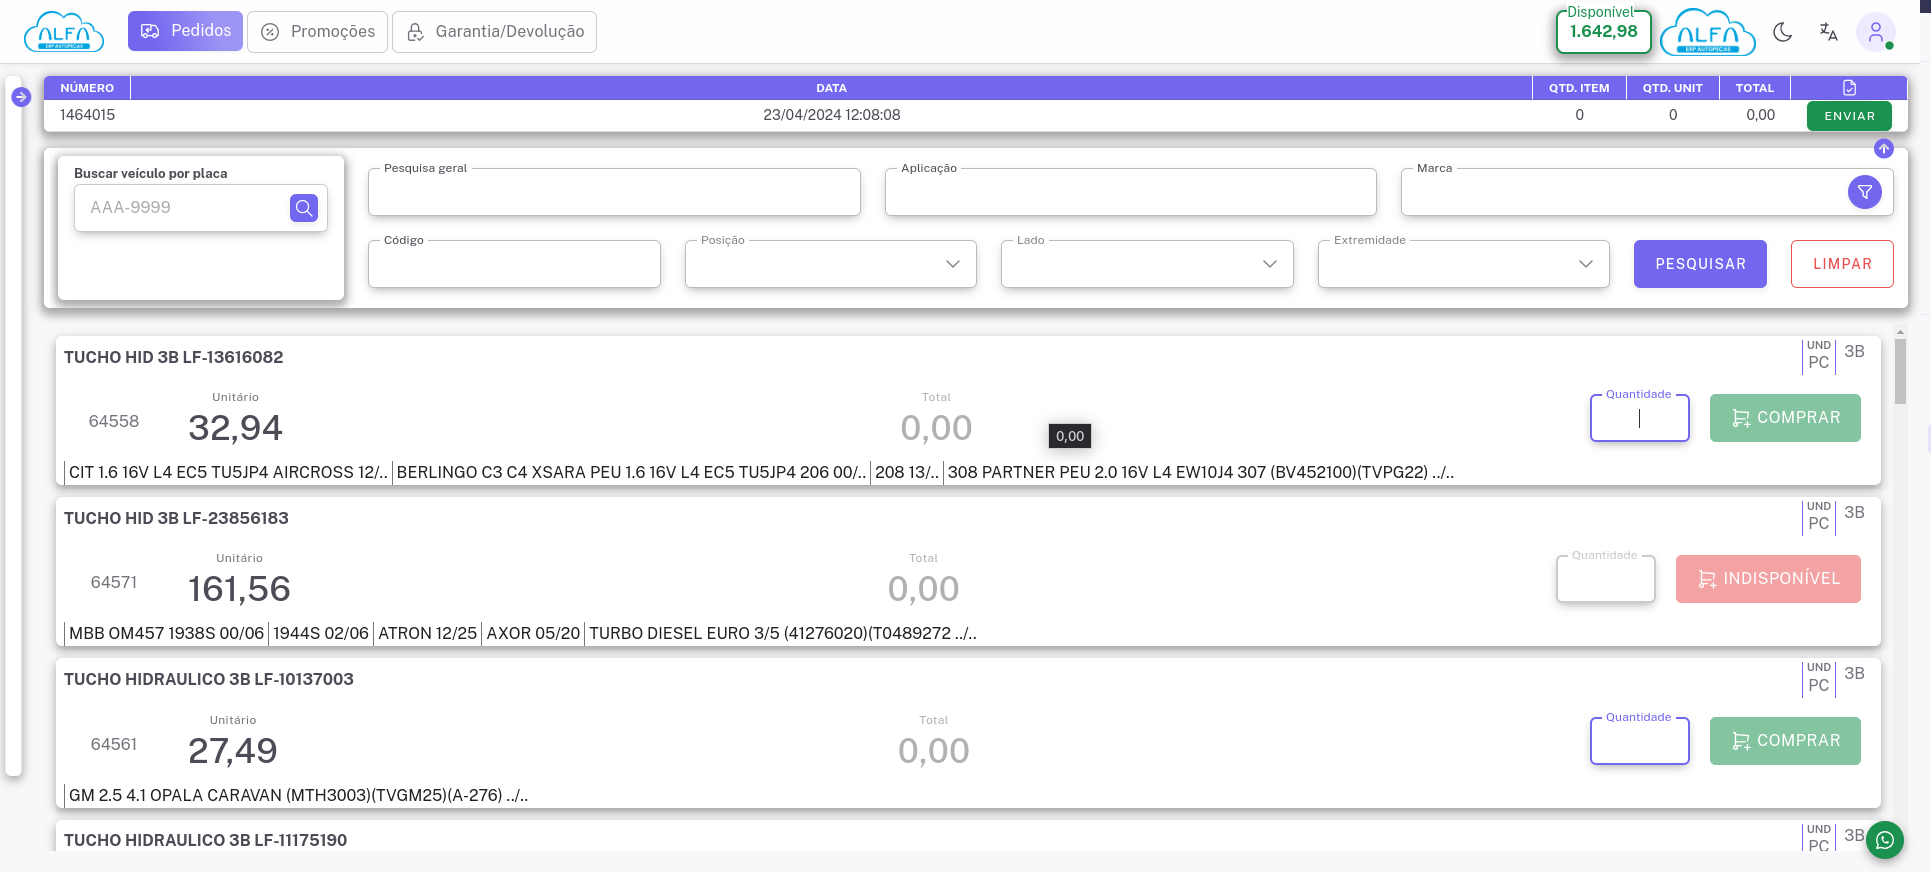 ALFA
ERP AUTOPEÇAS
Pedidos
Promoções
Garantia/Devolução
Disponível
1.642,98
ALFA
ERP AUTOPEÇAS
NÚMERO DATA QTD. ITEM QTD. UNIT TOTAL
1464015 23/04/2024 12:08:08 0 0 0,00 ENVIAR
Buscar veículo por placa
AAA-9999
Pesquisa geral
Aplicação
Marca
Código
Posição
Lado
Extremidade
PESQUISAR
LIMPAR
TUCHO HID 3B LF-13616082
UND
PC
3B
Unitário
Total
Quantidade
64558
32,94
0,00
0,00
COMPRAR
CIT 1.6 16V L4 EC5 TU5JP4 AIRCROSS 12/.. BERLINGO C3 C4 XSARA PEU 1.6 16V L4 EC5 TU5JP4 206 00/.. 208 13/.. 308 PARTNER PEU 2.0 16V L4 EW10J4 307 (BV452100)(TVPG22) ../..
TUCHO HID 3B LF-23856183
UND
PC
3B
Unitário
Total
Quantidade
64571
161,56
0,00
INDISPONÍVEL
MBB OM457 1938S 00/06 1944S 02/06 ATRON 12/25 AXOR 05/20 TURBO DIESEL EURO 3/5 (41276020)(T0489272 ../..
TUCHO HIDRAULICO 3B LF-10137003
UND
PC
3B
Unitário
Total
Quantidade
64561
27,49
0,00
COMPRAR
GM 2.5 4.1 OPALA CARAVAN (MTH3003)(TVGM25)(A-276) ../..
TUCHO HIDRAULICO 3B LF-11175190
UND
PC
3B